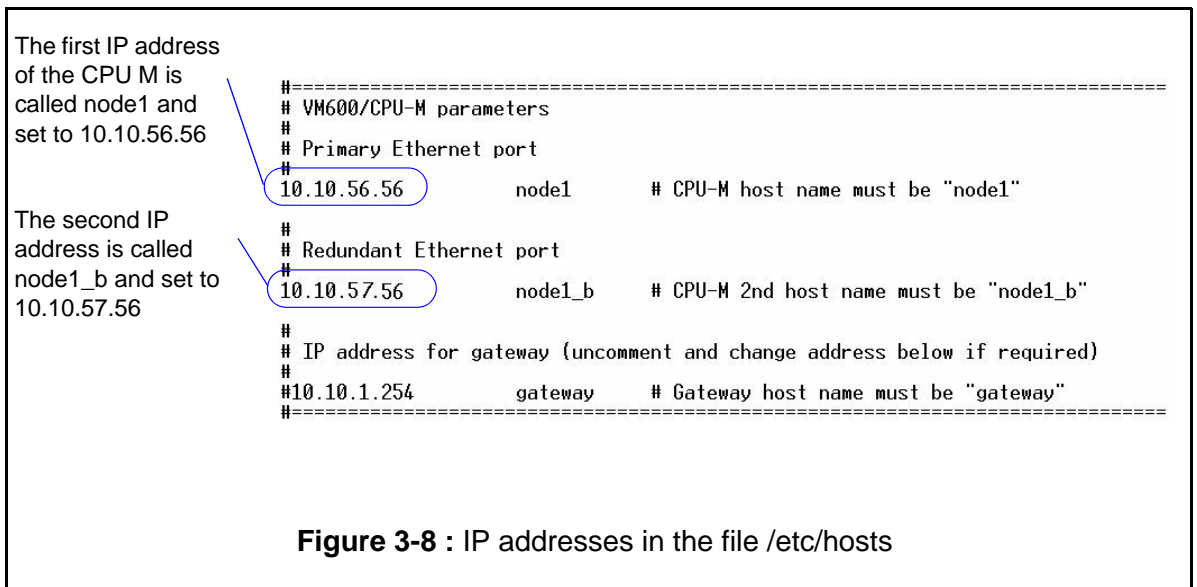 The first IP address
of the CPU M is
called node1 and
set to 10.10.56.56
The second IP
address is called
node1_b and set to
10.10.57.56
#==========================================================================
# VM600/CPU-M parameters
#
# Primary Ethernet port
#
10.10.56.56 node1 # CPU-M host name must be "node1"
#
# Redundant Ethernet port
#
10.10.57.56 node1_b # CPU-M 2nd host name must be "node1_b"
#
# IP address for gateway (uncomment and change address below if required)
#
#10.10.1.254 gateway # Gateway host name must be "gateway"
#==========================================================================
Figure 3-8 : IP addresses in the file /etc/hosts